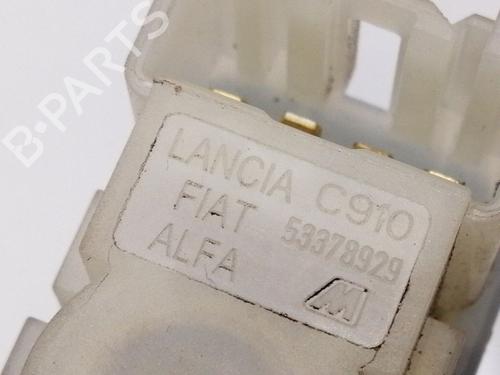 B-PARTS
LANCIA C910
FIAT 53378929
ALFA M